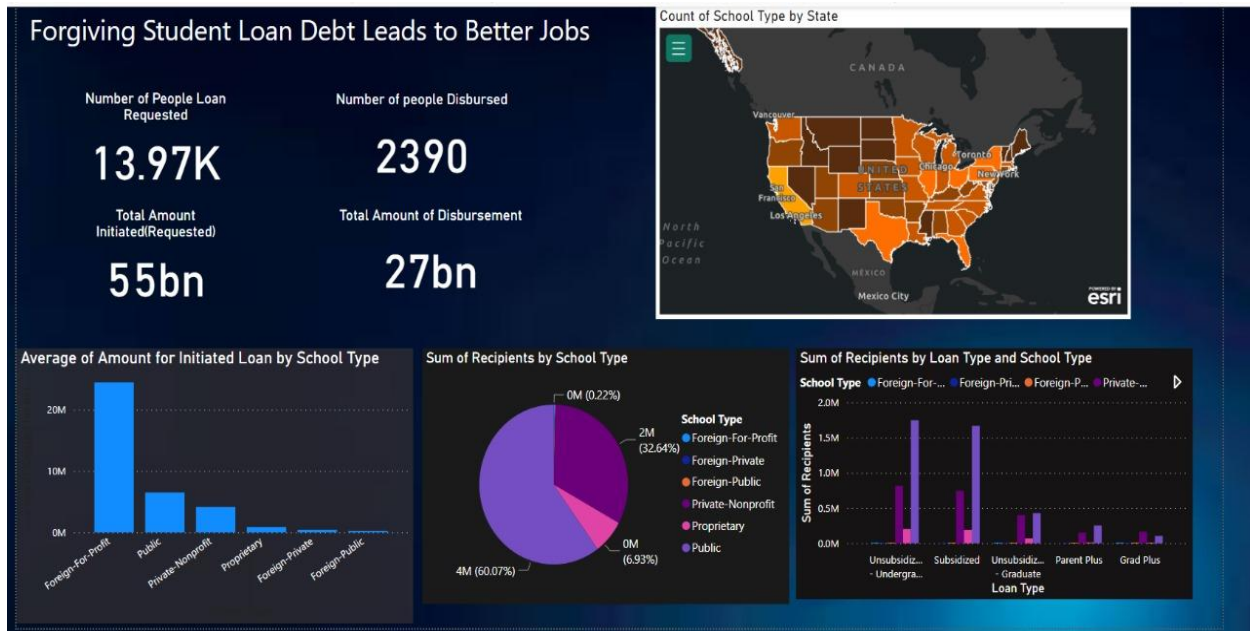 Forgiving Student Loan Debt Leads to Better Jobs
Number of People Loan
Requested
13.97K
Number of people Disbursed
2390
Total Amount
Initiated(Requested)
55bn
Total Amount of Disbursement
27bn
Count of School Type by State
CANADA
Vancouver
Toronto
Chicago
UNITED
STATES
New York
San
Francisco
Los Angeles
North
Pacific
Ocean
MÉXICO
Mexico City
POWERED BY
esri
Average of Amount for Initiated Loan by School Type
20M
10M
0M
Foreign-For-Profit
Public
Private-Nonprofit
Proprietary
Foreign-Private
Foreign-Public
Sum of Recipients by School Type
0M (0.22%)
2M
(32.64%)
0M
(6.93%)
4M (60.07%)
School Type
Foreign-For-Profit
Foreign-Private
Foreign-Public
Private-Nonprofit
Proprietary
Public
Sum of Recipients by Loan Type and School Type
School Type Foreign-For-... Foreign-Pri... Foreign-P... Private-...
2.0M
1.5M
1.0M
0.5M
0.0M
Sum of Recipients
Unsubsidiz...
- Undergra...
Subsidized
Unsubsidiz...
- Graduate
Parent Plus
Grad Plus
Loan Type